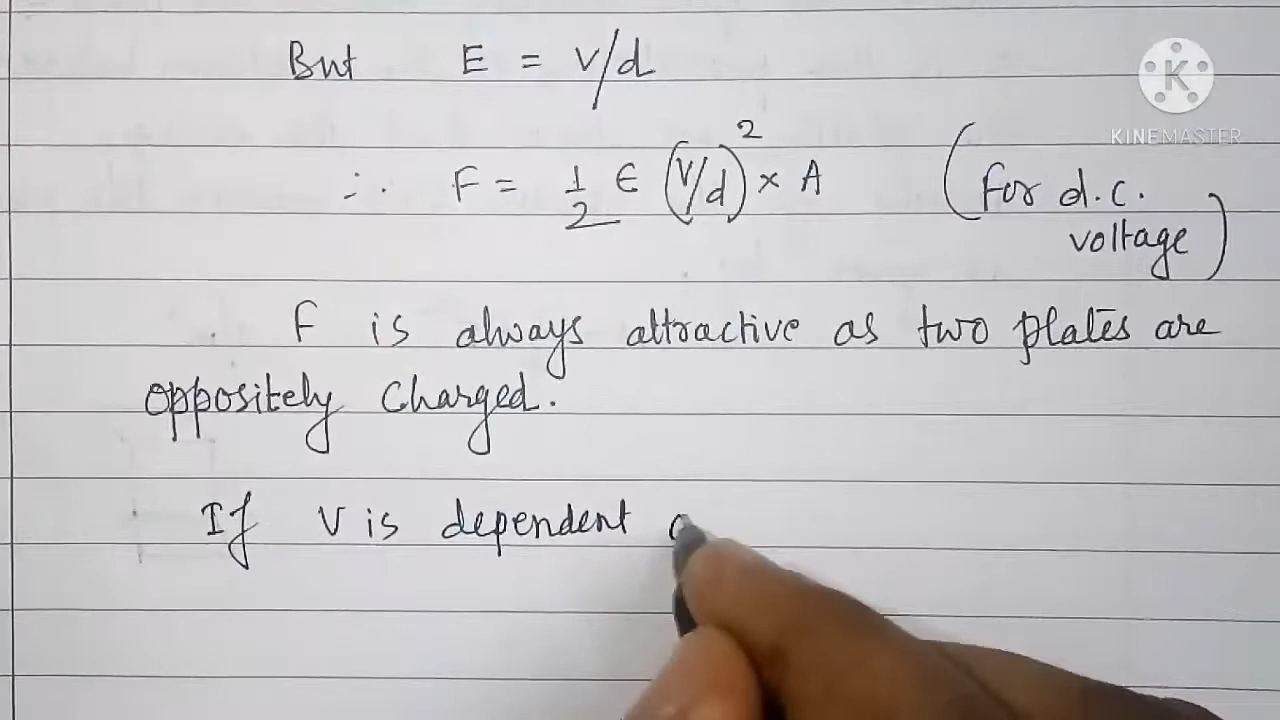 But E = V/d
K
KINEMASTER
∴ F = 1/2 ε (V/d)² × A (For d.c.
voltage)
F is always attractive as two plates are
oppositely charged.
If V is dependent